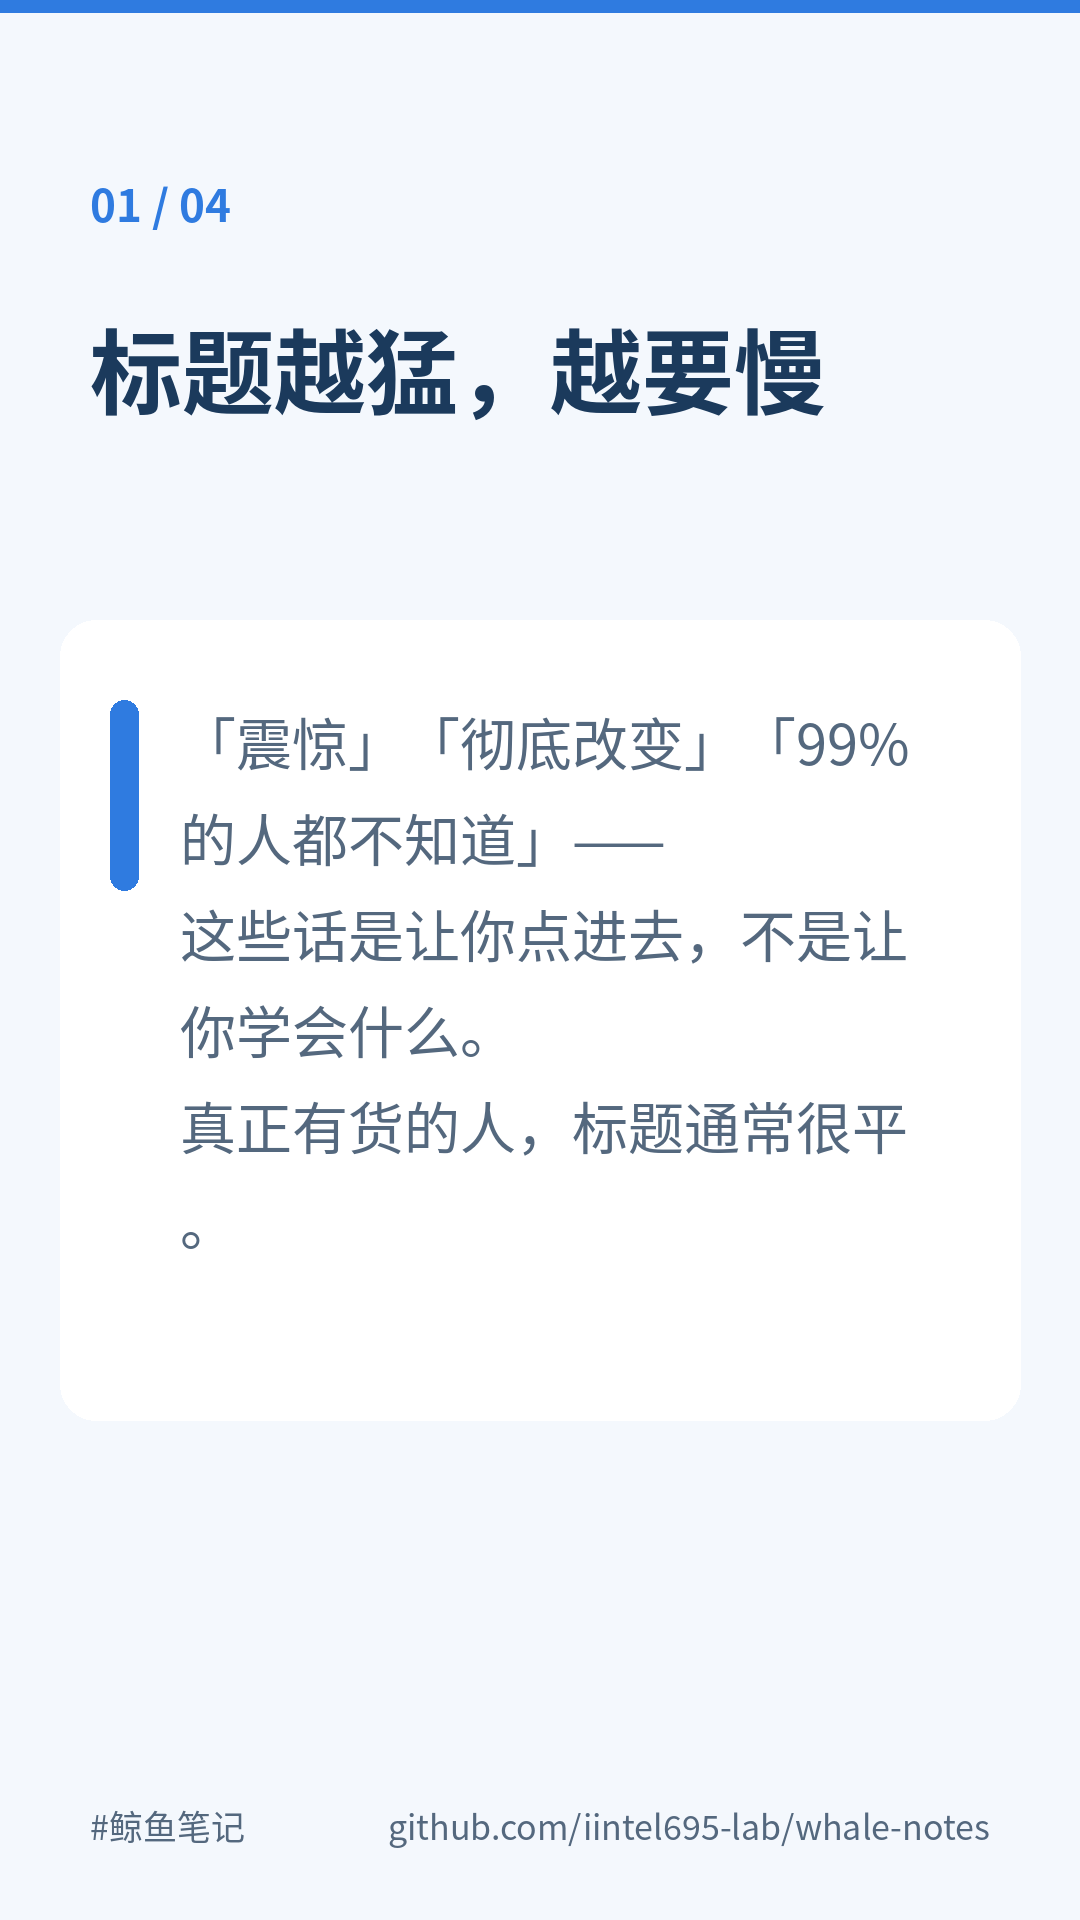 01 / 04
标题越猛，越要慢
「震惊」「彻底改变」「99%
的人都不知道」——
这些话是让你点进去，不是让
你学会什么。
真正有货的人，标题通常很平
。
#鲸鱼笔记
github.com/iintel695-lab/whale-notes